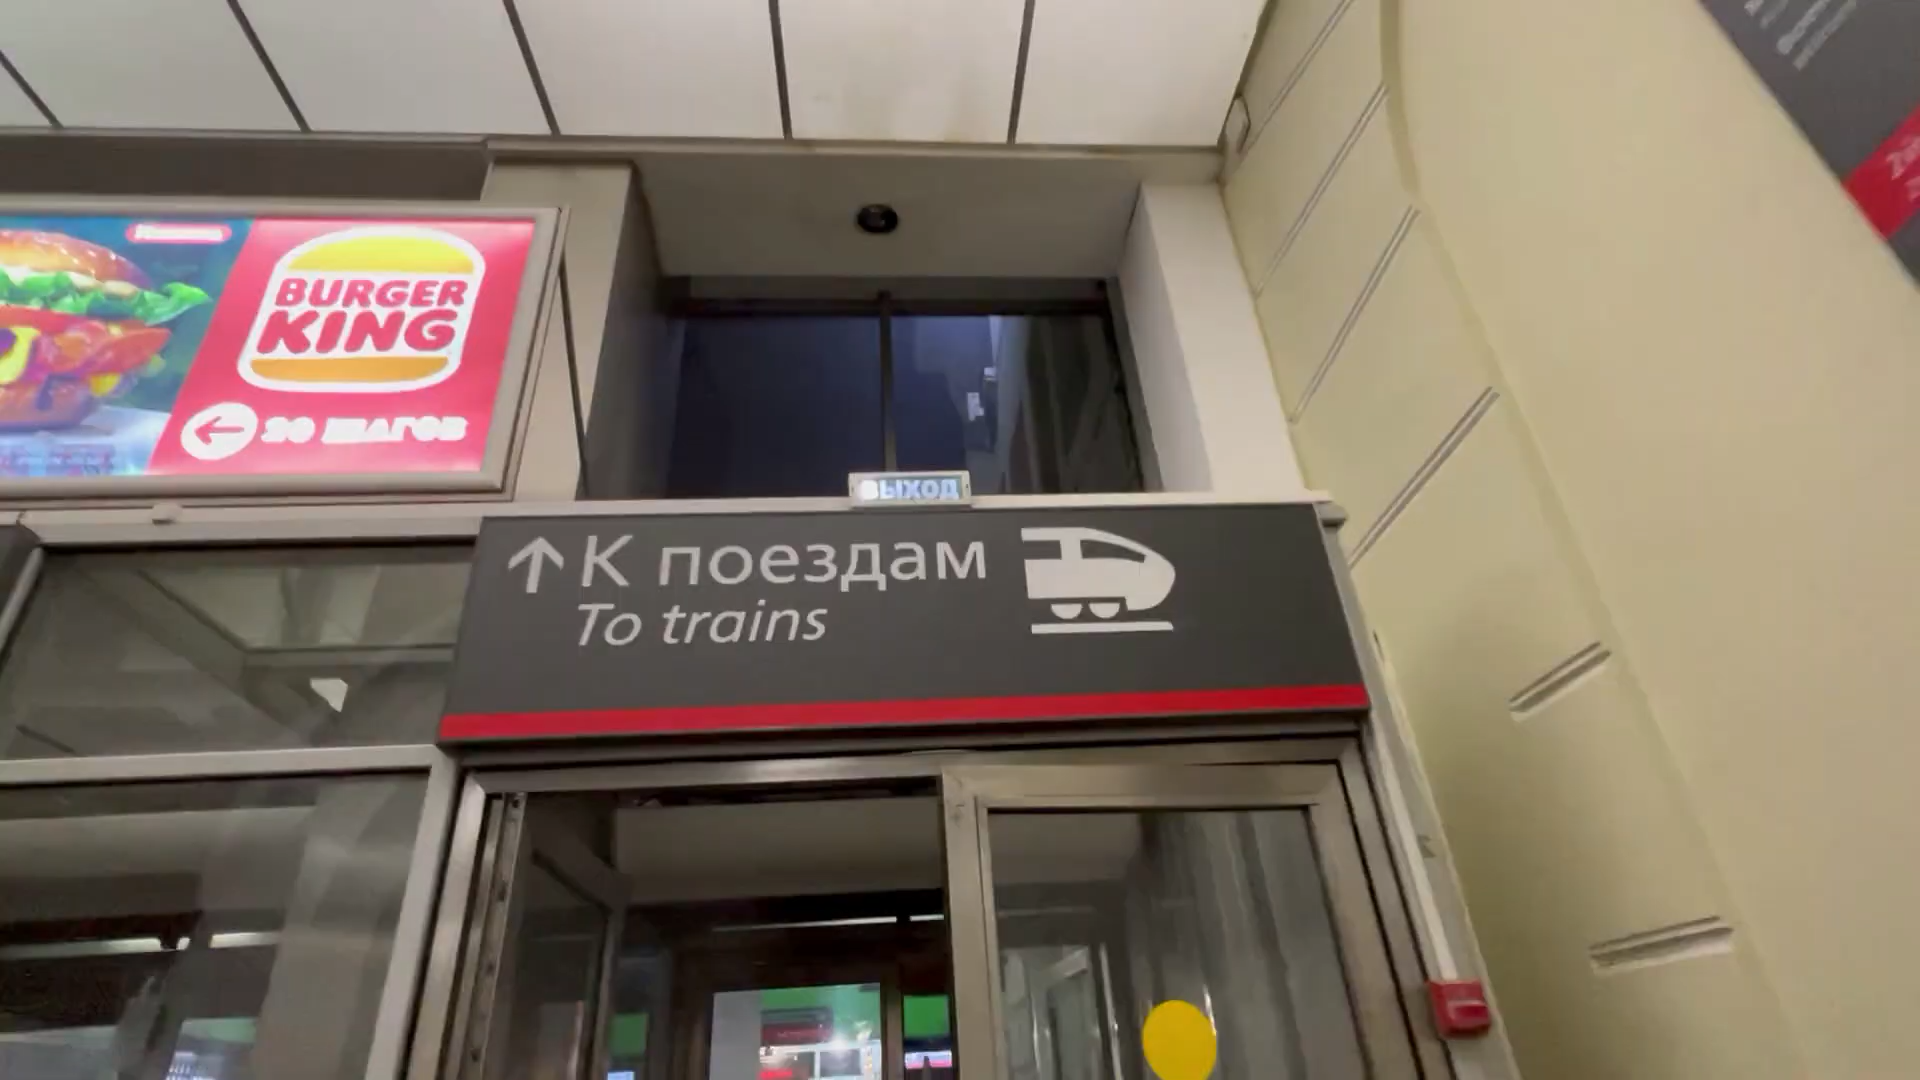 BURGER
KING
20 ШАГОВ
ВЫХОД
К поездам
To trains